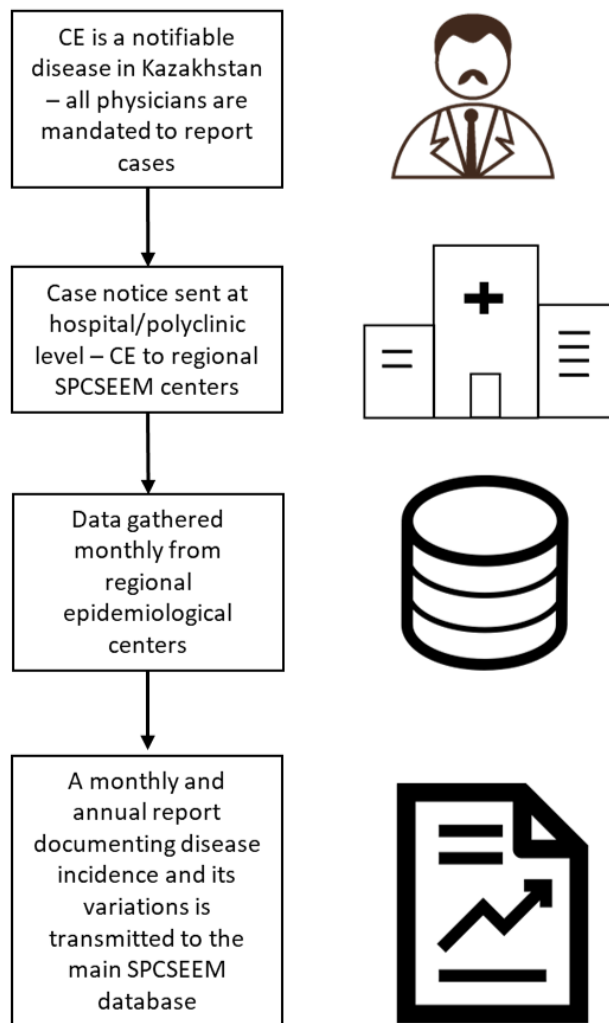 CE is a notifiable
disease in Kazakhstan
– all physicians are
mandated to report
cases
Case notice sent at
hospital/polyclinic
level – CE to regional
SPCSEEM centers
Data gathered
monthly from
regional
epidemiological
centers
A monthly and
annual report
documenting disease
incidence and its
variations is
transmitted to the
main SPCSEEM
database